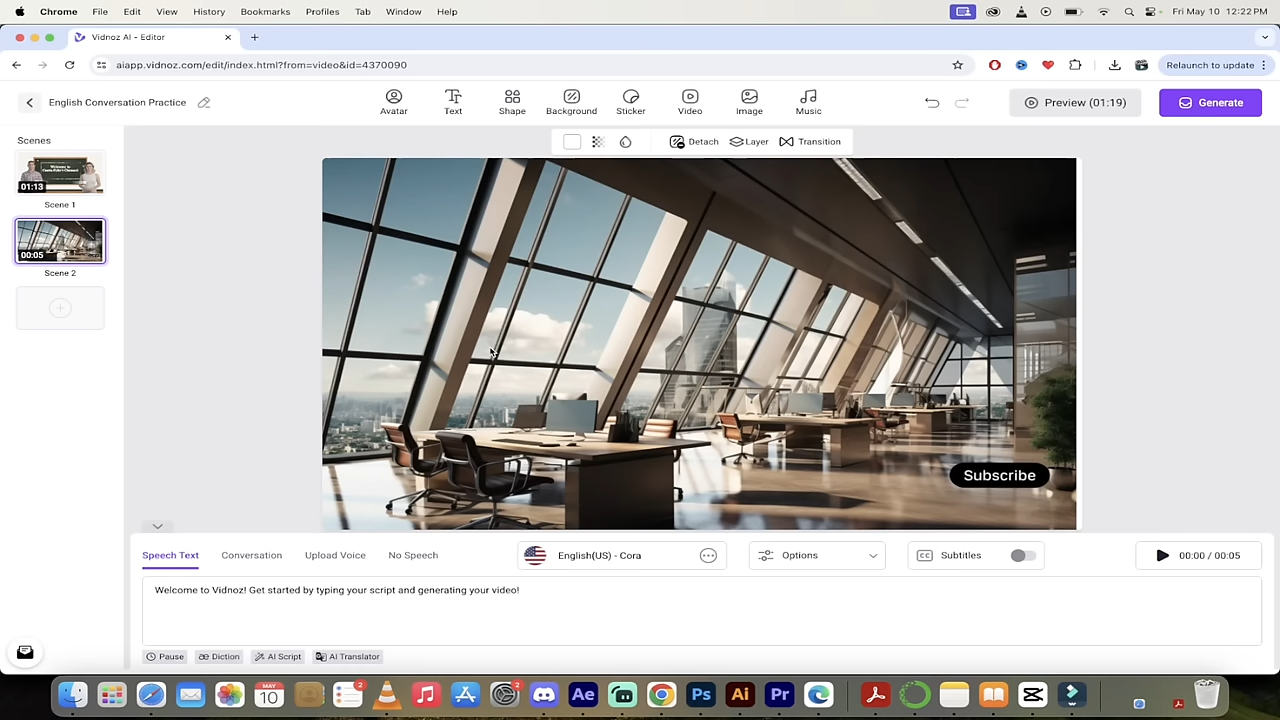 Chrome File Edit View History Bookmarks Profiles Tab Window Help Fri May 10 12:22 PM
Vidnoz AI - Editor
aiapp.vidnoz.com/edit/index.html?from=video&id=4370090 Relaunch to update
English Conversation Practice Avatar Text Shape Background Sticker Video Image Music Preview (01:19) Generate
Detach Layer Transition
Scenes
01:13
Scene 1
00:05
Scene 2
Subscribe
Speech Text Conversation Upload Voice No Speech English(US) - Cora Options CC Subtitles 00:00 / 00:05
Welcome to Vidnoz! Get started by typing your script and generating your video!
Pause Diction AI Script AI Translator
MAY 10 2 2 Ae Ps Ai Pr